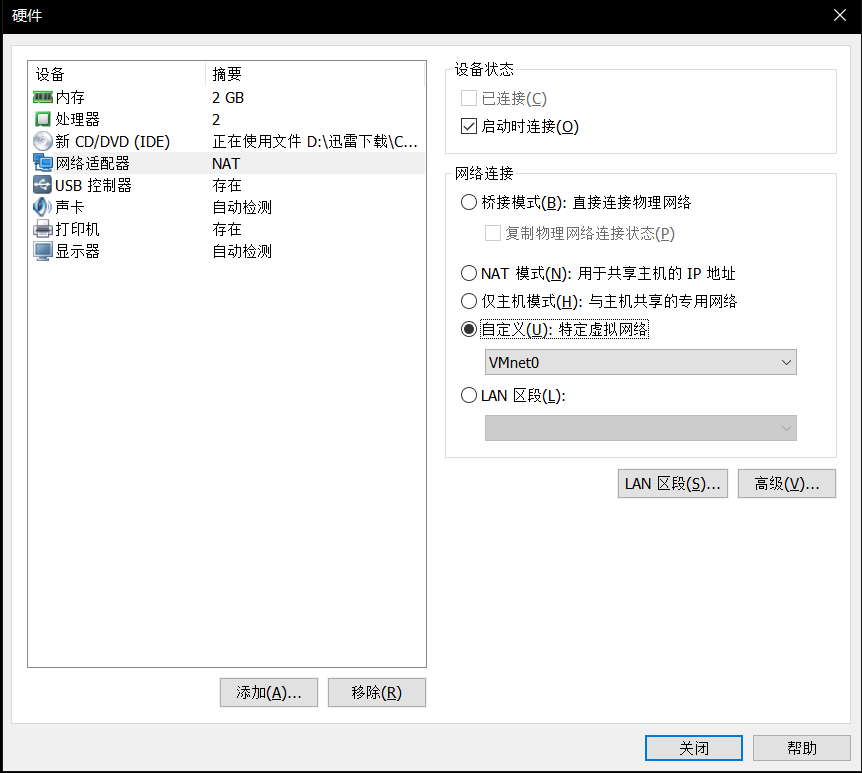 硬件
设备 摘要
内存 2 GB
处理器 2
新 CD/DVD (IDE) 正在使用文件 D:\迅雷下载\C...
网络适配器 NAT
USB 控制器 存在
声卡 自动检测
打印机 存在
显示器 自动检测
添加(A)... 移除(R)
设备状态
已连接(C)
启动时连接(O)
网络连接
桥接模式(B): 直接连接物理网络
复制物理网络连接状态(P)
NAT 模式(N): 用于共享主机的 IP 地址
仅主机模式(H): 与主机共享的专用网络
自定义(U): 特定虚拟网络
VMnet0
LAN 区段(L):
LAN 区段(S)... 高级(V)...
关闭 帮助